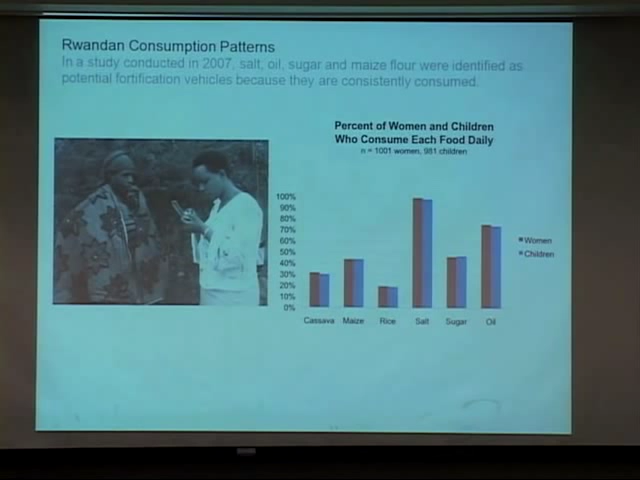 Rwandan Consumption Patterns
In a study conducted in 2007, salt, oil, sugar and maize flour were identified as
potential fortification vehicles because they are consistently consumed.
Percent of Women and Children
Who Consume Each Food Daily
n = 1001 women, 981 children
100%
90%
80%
70%
60%
50%
40%
30%
20%
10%
0%
Cassava Maize Rice Salt Sugar Oil
Women
Children